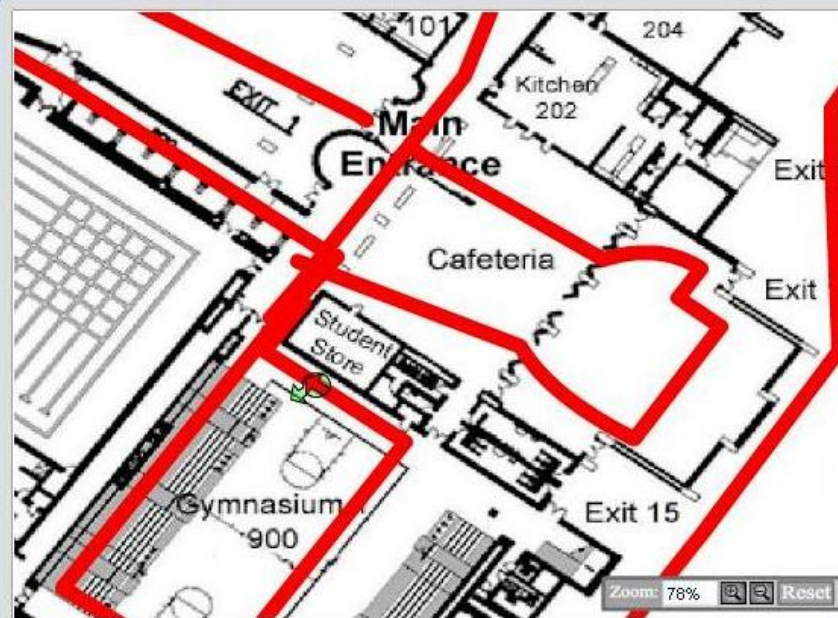 101
204
Kitchen
202
EXIT 1
Main
Entrance
Exit
Cafeteria
Exit
Student
Store
Gymnasium
900
Exit 15
Zoom: 78% Reset